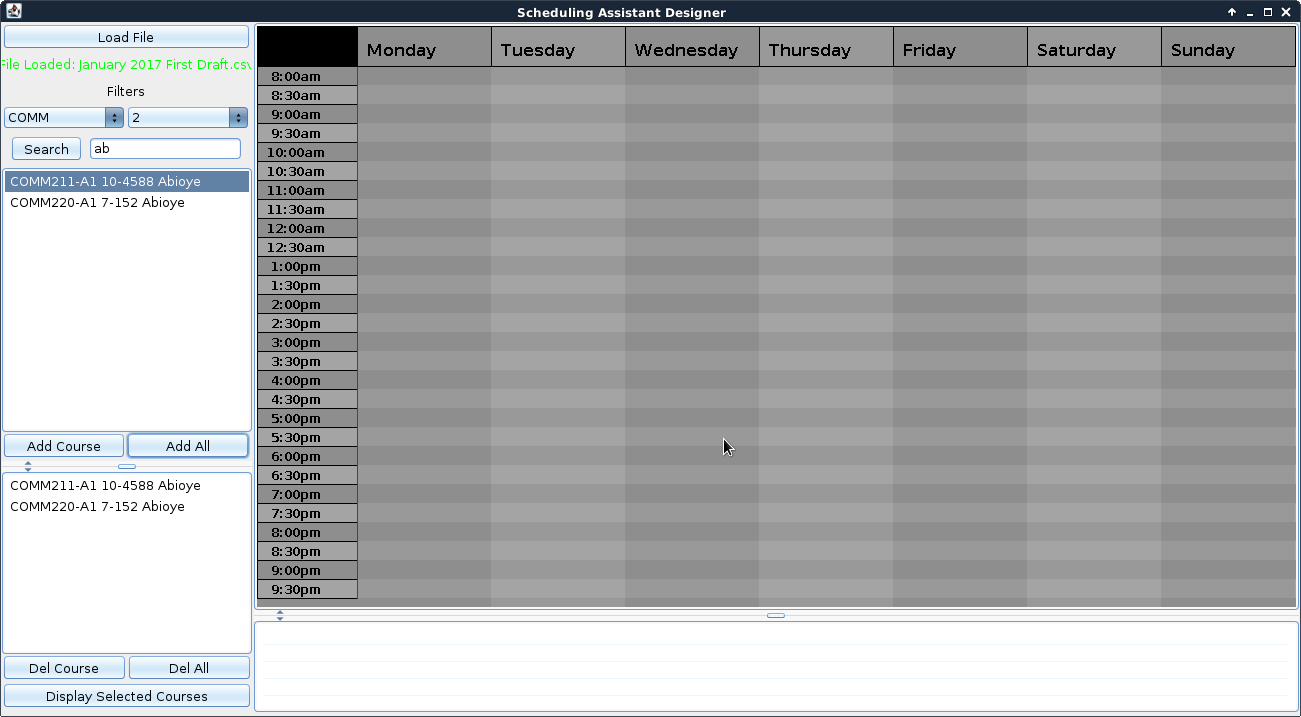 Scheduling Assistant Designer
Load File
File Loaded: January 2017 First Draft.csv
Filters
COMM 2
Search ab
COMM211-A1 10-4588 Abioye
COMM220-A1 7-152 Abioye
Add Course Add All
COMM211-A1 10-4588 Abioye
COMM220-A1 7-152 Abioye
Del Course Del All
Display Selected Courses
Monday Tuesday Wednesday Thursday Friday Saturday Sunday
8:00am
8:30am
9:00am
9:30am
10:00am
10:30am
11:00am
11:30am
12:00am
12:30am
1:00pm
1:30pm
2:00pm
2:30pm
3:00pm
3:30pm
4:00pm
4:30pm
5:00pm
5:30pm
6:00pm
6:30pm
7:00pm
7:30pm
8:00pm
8:30pm
9:00pm
9:30pm